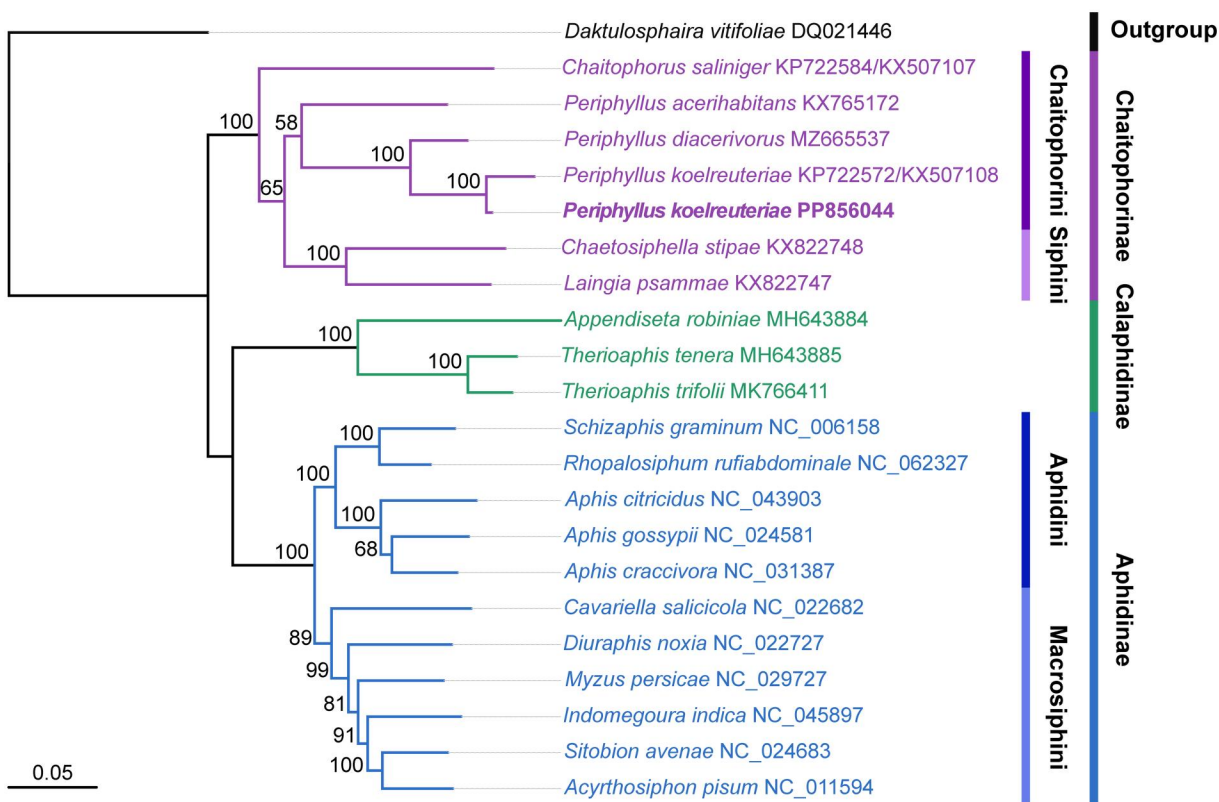 Daktulosphaira vitifoliae DQ021446
Chaitophorus saliniger KP722584/KX507107
Periphyllus acerihabitans KX765172
Periphyllus diacerivorus MZ665537
Periphyllus koelreuteriae KP722572/KX507108
Periphyllus koelreuteriae PP856044
Chaetosiphella stipae KX822748
Laingia psammae KX822747
Appendiseta robiniae MH643884
Therioaphis tenera MH643885
Therioaphis trifolii MK766411
Schizaphis graminum NC_006158
Rhopalosiphum rufiabdominale NC_062327
Aphis citricidus NC_043903
Aphis gossypii NC_024581
Aphis craccivora NC_031387
Cavariella salicicola NC_022682
Diuraphis noxia NC_022727
Myzus persicae NC_029727
Indomegoura indica NC_045897
Sitobion avenae NC_024683
Acyrthosiphon pisum NC_011594
100
58
100
100
65
100
100
100
100
100
100
68
100
89
99
81
91
100
0.05
Chaitophorini
Siphini
Aphidini
Macrosiphini
Outgroup
Chaitophorinae
Calaphidinae
Aphidinae